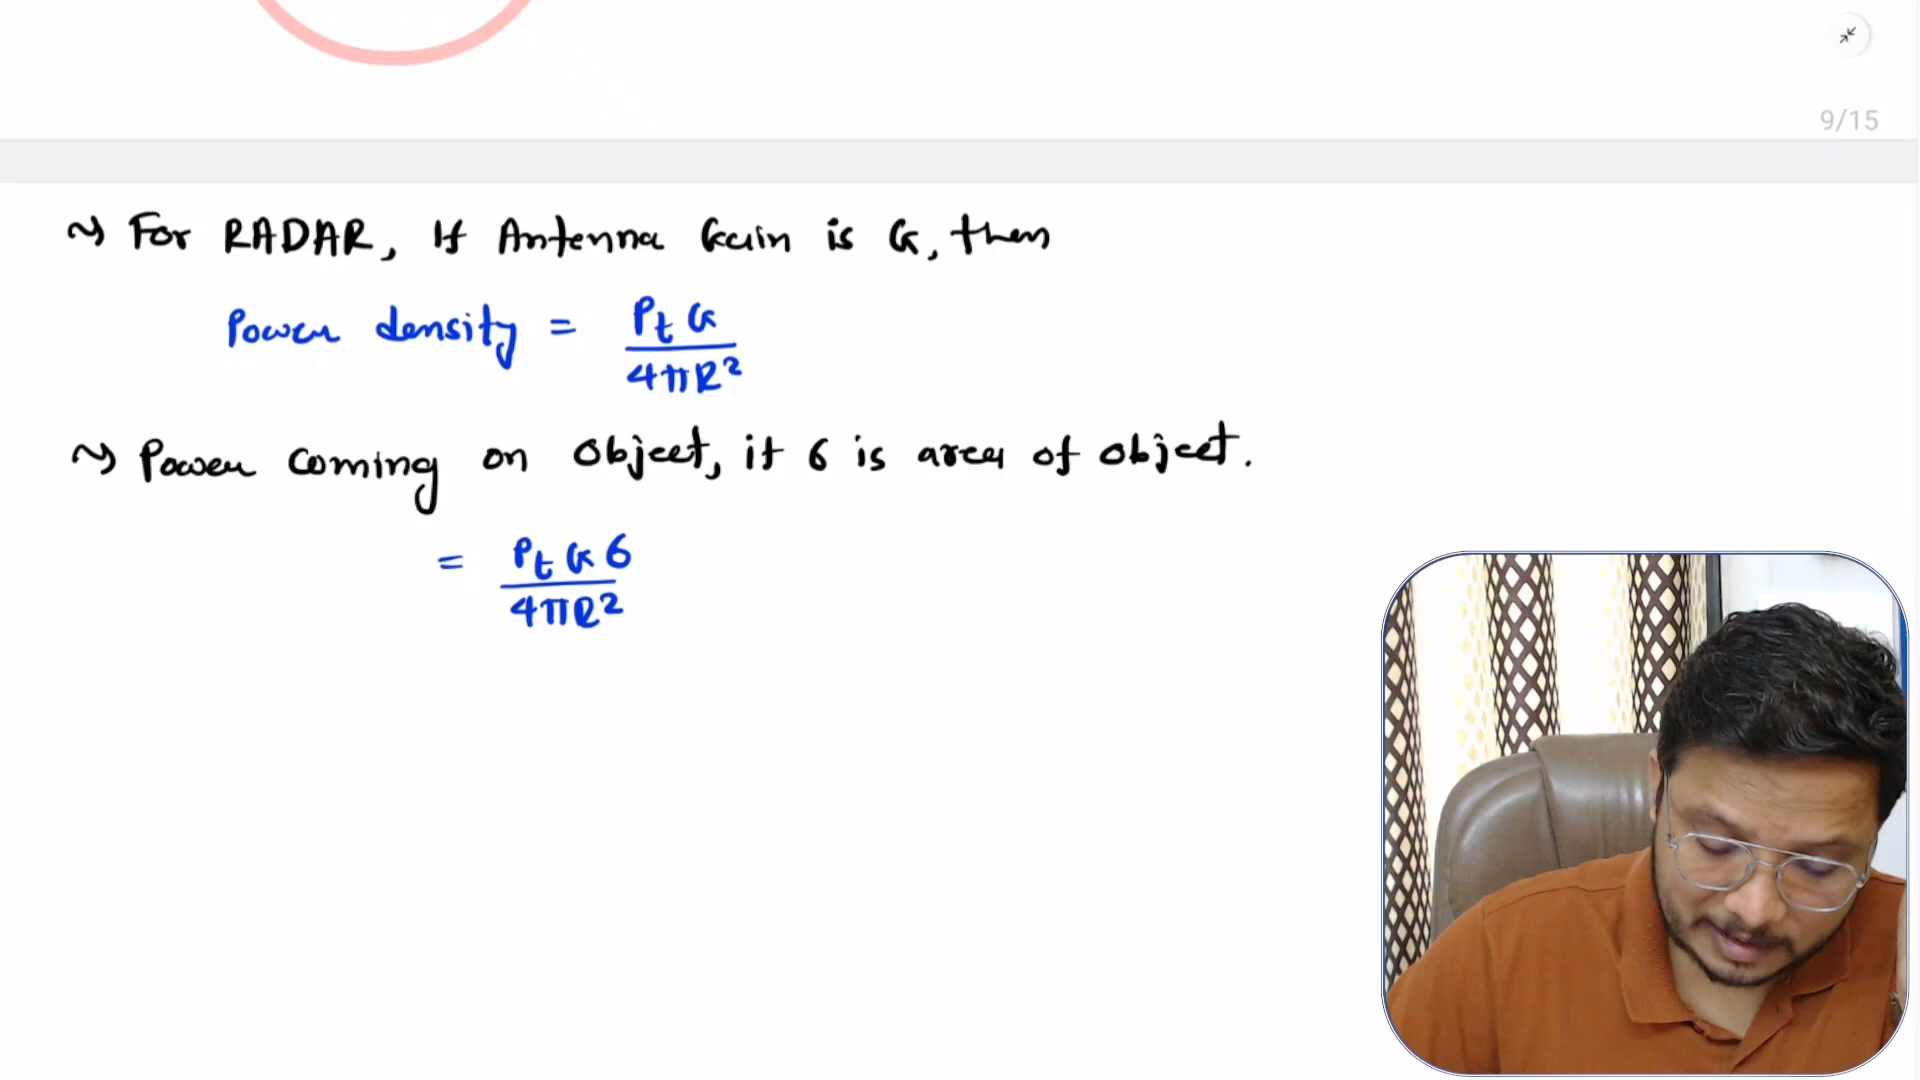 9/15
~ For RADAR, If Antenna Gain is G, then
Power density = PtG / 4πR²
~ Power coming on object, if σ is area of object.
= PtGσ / 4πR²